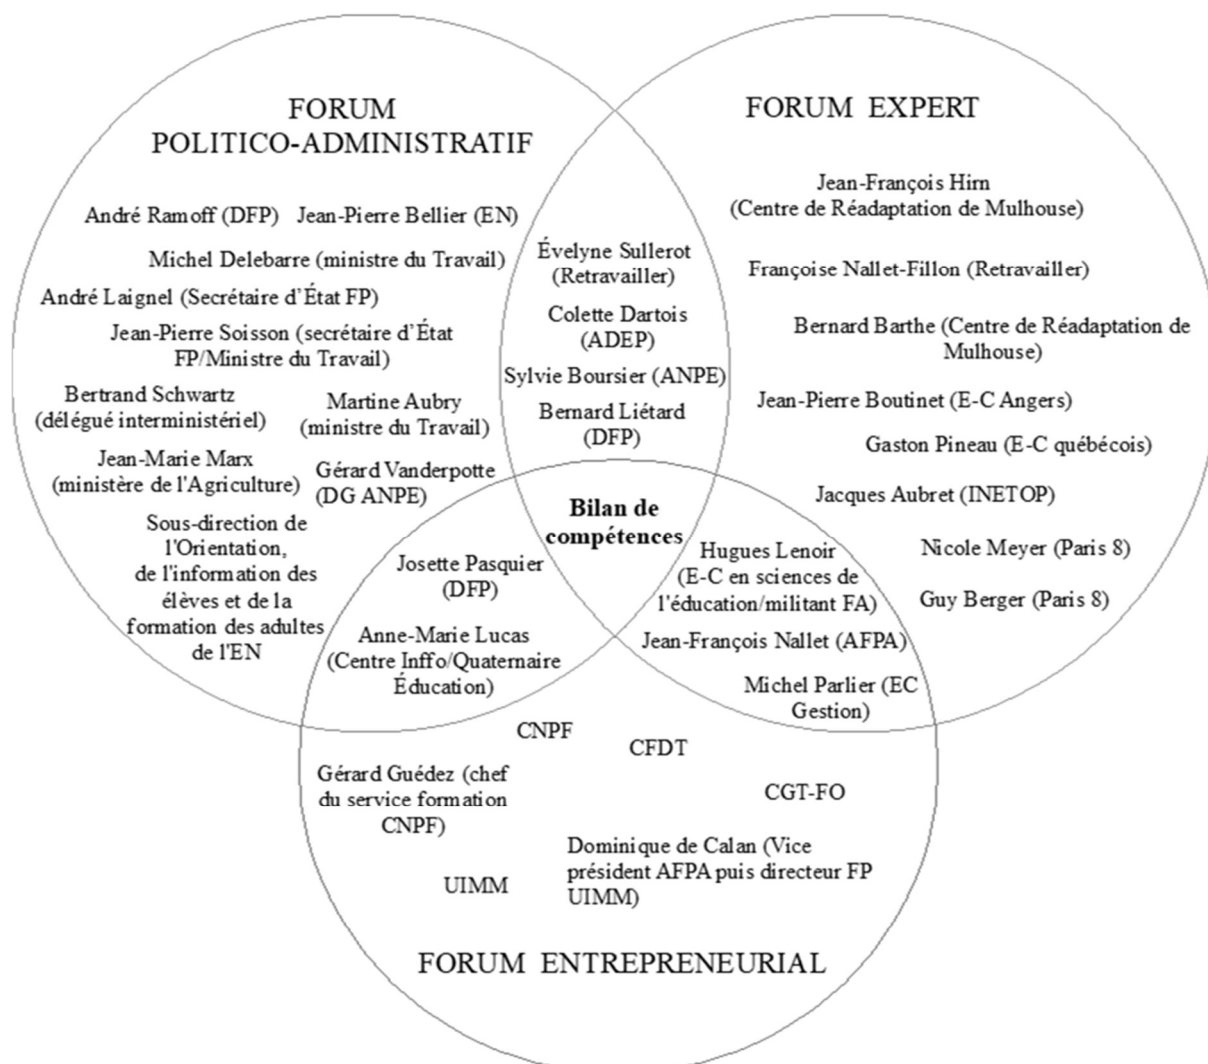 FORUM
POLITICO-ADMINISTRATIF
André Ramoff (DFP) Jean-Pierre Bellier (EN)
Michel Delebarre (ministre du Travail)
André Laignel (Secrétaire d'État FP)
Jean-Pierre Soisson (secrétaire d'État
FP/Ministre du Travail)
Bertrand Schwartz
(délégué interministériel)
Martine Aubry
(ministre du Travail)
Jean-Marie Marx
(ministère de l'Agriculture)
Gérard Vanderpotte
(DG ANPE)
Sous-direction de
l'Orientation,
de l'information des
élèves et de la
formation des adultes
de l'EN
Évelyne Sullerot
(Retravailler)
Colette Dartois
(ADEP)
Sylvie Boursier (ANPE)
Bernard Liétard
(DFP)
FORUM EXPERT
Jean-François Hirn
(Centre de Réadaptation de Mulhouse)
Françoise Nallet-Fillon (Retravailler)
Bernard Barthe (Centre de Réadaptation de
Mulhouse)
Jean-Pierre Boutinet (E-C Angers)
Gaston Pineau (E-C québécois)
Jacques Aubret (INETOP)
Nicole Meyer (Paris 8)
Guy Berger (Paris 8)
Bilan de
compétences
Josette Pasquier
(DFP)
Anne-Marie Lucas
(Centre Inffo/Quaternaire
Éducation)
Hugues Lenoir
(E-C en sciences de
l'éducation/militant FA)
Jean-François Nallet (AFPA)
Michel Parlier (EC
Gestion)
CNPF
CFDT
Gérard Guédez (chef
du service formation
CNPF)
CGT-FO
Dominique de Calan (Vice
président AFPA puis directeur FP
UIMM)
UIMM
FORUM ENTREPRENEURIAL